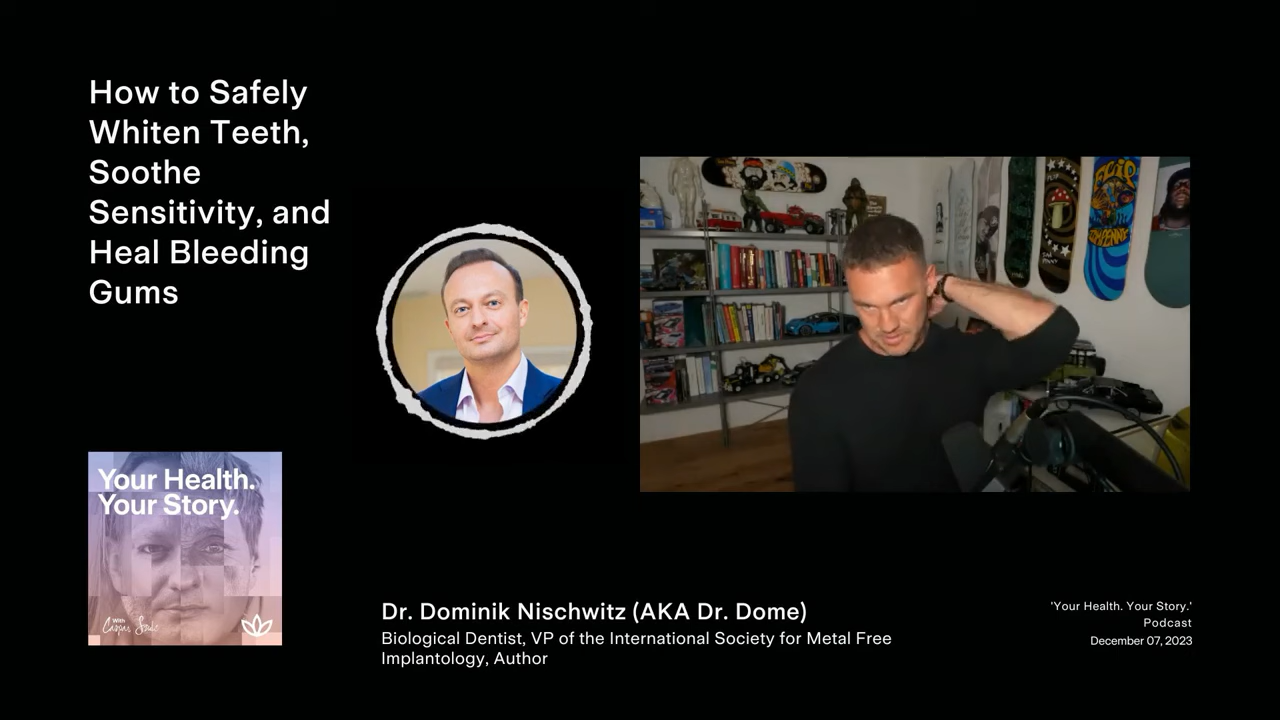 How to Safely
Whiten Teeth,
Soothe
Sensitivity, and
Heal Bleeding
Gums
FLIP
Your Health.
Your Story.
With
Dr. Dominik Nischwitz (AKA Dr. Dome)
Biological Dentist, VP of the International Society for Metal Free
Implantology, Author
'Your Health. Your Story.'
Podcast
December 07, 2023